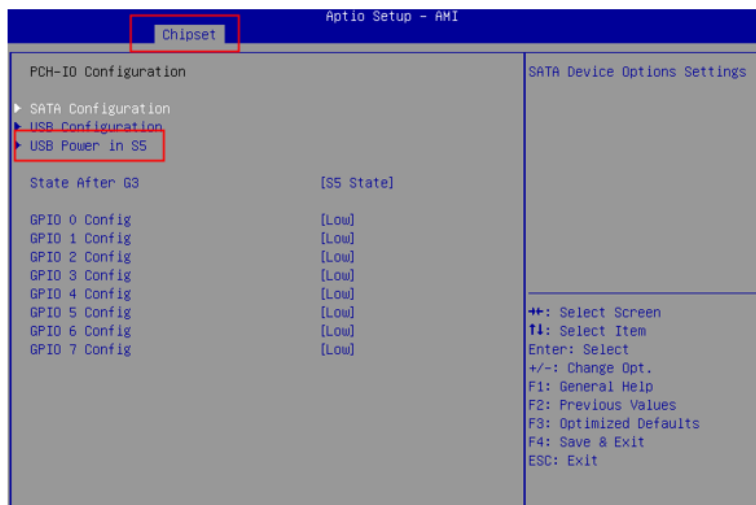 Aptio Setup - AMI
Chipset
PCH-IO Configuration
SATA Configuration
USB Configuration
USB Power in S5
State After G3 [S5 State]
GPIO 0 Config [Low]
GPIO 1 Config [Low]
GPIO 2 Config [Low]
GPIO 3 Config [Low]
GPIO 4 Config [Low]
GPIO 5 Config [Low]
GPIO 6 Config [Low]
GPIO 7 Config [Low]
SATA Device Options Settings
→←: Select Screen
↑↓: Select Item
Enter: Select
+/-: Change Opt.
F1: General Help
F2: Previous Values
F3: Optimized Defaults
F4: Save & Exit
ESC: Exit